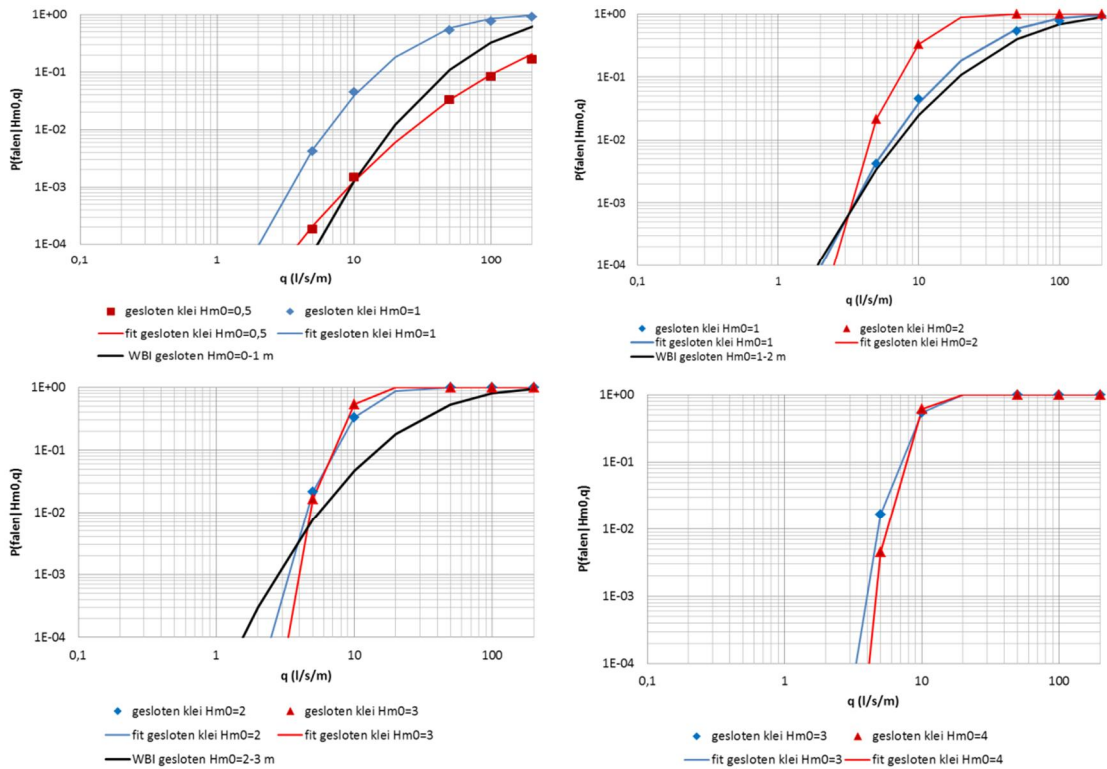 P(falen|Hm0,q)
1E+00
1E-01
1E-02
1E-03
1E-04
0,1 1 10 100
q (l/s/m)
gesloten klei Hm0=0,5 gesloten klei Hm0=1
fit gesloten klei Hm0=0,5 fit gesloten klei Hm0=1
WBI gesloten Hm0=0-1 m
P(falen|Hm0,q)
1E+00
1E-01
1E-02
1E-03
1E-04
0,1 1 10 100
q (l/s/m)
gesloten klei Hm0=1 gesloten klei Hm0=2
fit gesloten klei Hm0=1 fit gesloten klei Hm0=2
WBI gesloten Hm0=1-2 m
P(falen|Hm0,q)
1E+00
1E-01
1E-02
1E-03
1E-04
0,1 1 10 100
q (l/s/m)
gesloten klei Hm0=2 gesloten klei Hm0=3
fit gesloten klei Hm0=2 fit gesloten klei Hm0=3
WBI gesloten Hm0=2-3 m
P(falen|Hm0,q)
1E+00
1E-01
1E-02
1E-03
1E-04
0,1 1 10 100
q (l/s/m)
gesloten klei Hm0=3 gesloten klei Hm0=4
fit gesloten klei Hm0=3 fit gesloten klei Hm0=4